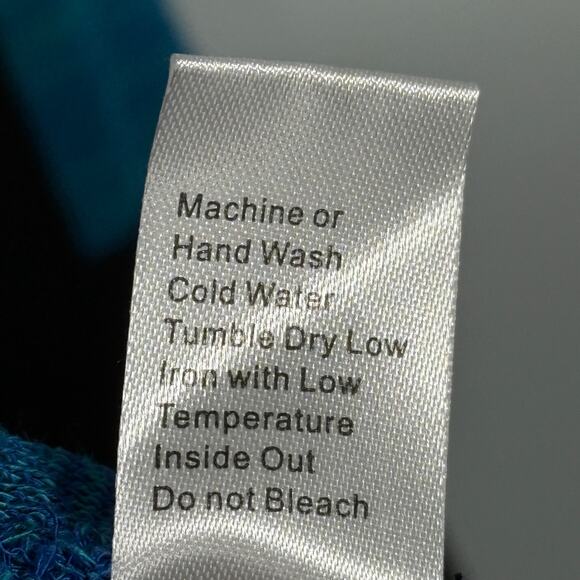 Machine or
Hand Wash
Cold Water
Tumble Dry Low
Iron with Low
Temperature
Inside Out
Do not Bleach